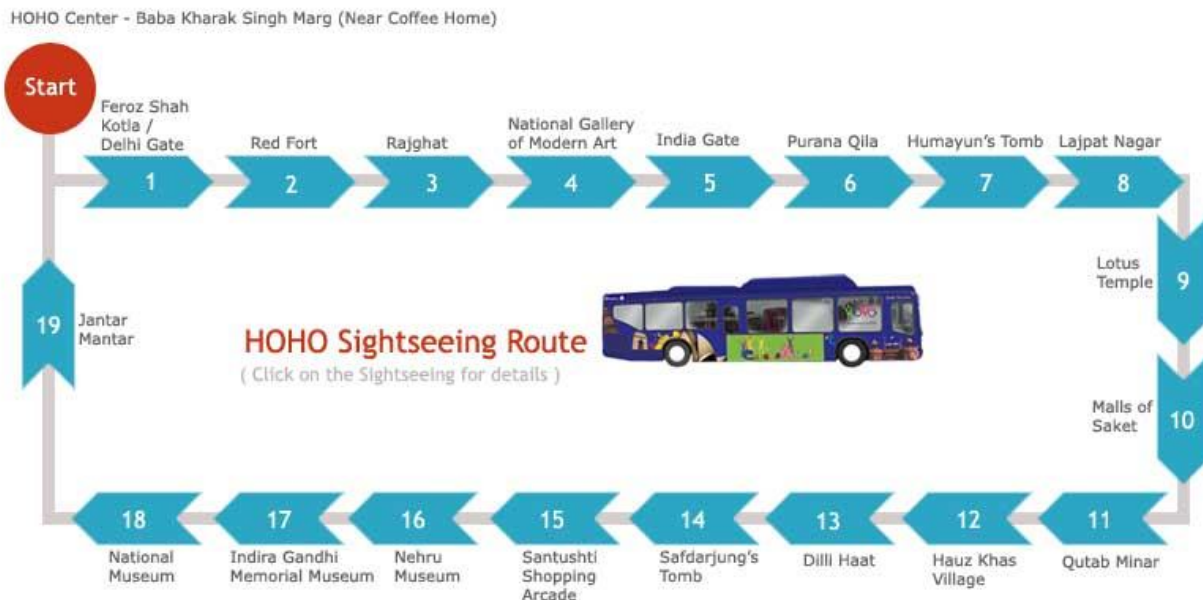 HOHO Center - Baba Kharak Singh Marg (Near Coffee Home)
Start
Feroz Shah
Kotla /
Delhi Gate
1
Red Fort
2
Rajghat
3
National Gallery
of Modern Art
4
India Gate
5
Purana Qila
6
Humayun's Tomb
7
Lajpat Nagar
8
Lotus
Temple
9
Malls of
Saket
10
HOHO Sightseeing Route
( Click on the Sightseeing for details )
HOHO
19
Jantar
Mantar
18
National
Museum
17
Indira Gandhi
Memorial Museum
16
Nehru
Museum
15
Santushti
Shopping
Arcade
14
Safdarjung's
Tomb
13
Dilli Haat
12
Hauz Khas
Village
11
Qutab Minar